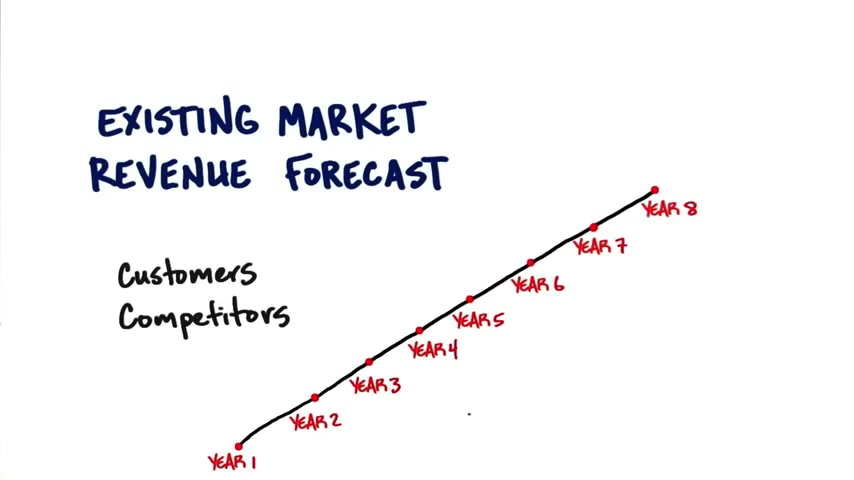 EXISTING MARKET
REVENUE FORECAST
Customers
Competitors
YEAR 8
YEAR 7
YEAR 6
YEAR 5
YEAR 4
YEAR 3
YEAR 2
YEAR 1